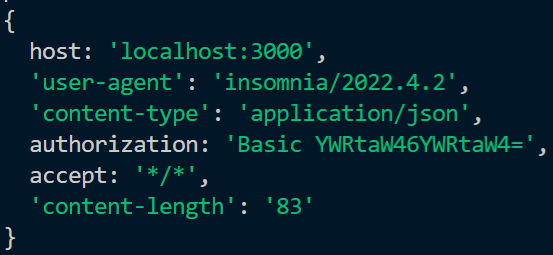 {
host: 'localhost:3000',
'user-agent': 'insomnia/2022.4.2',
'content-type': 'application/json',
authorization: 'Basic YWRtaW46YWRtaW4=',
accept: '*/*',
'content-length': '83'
}